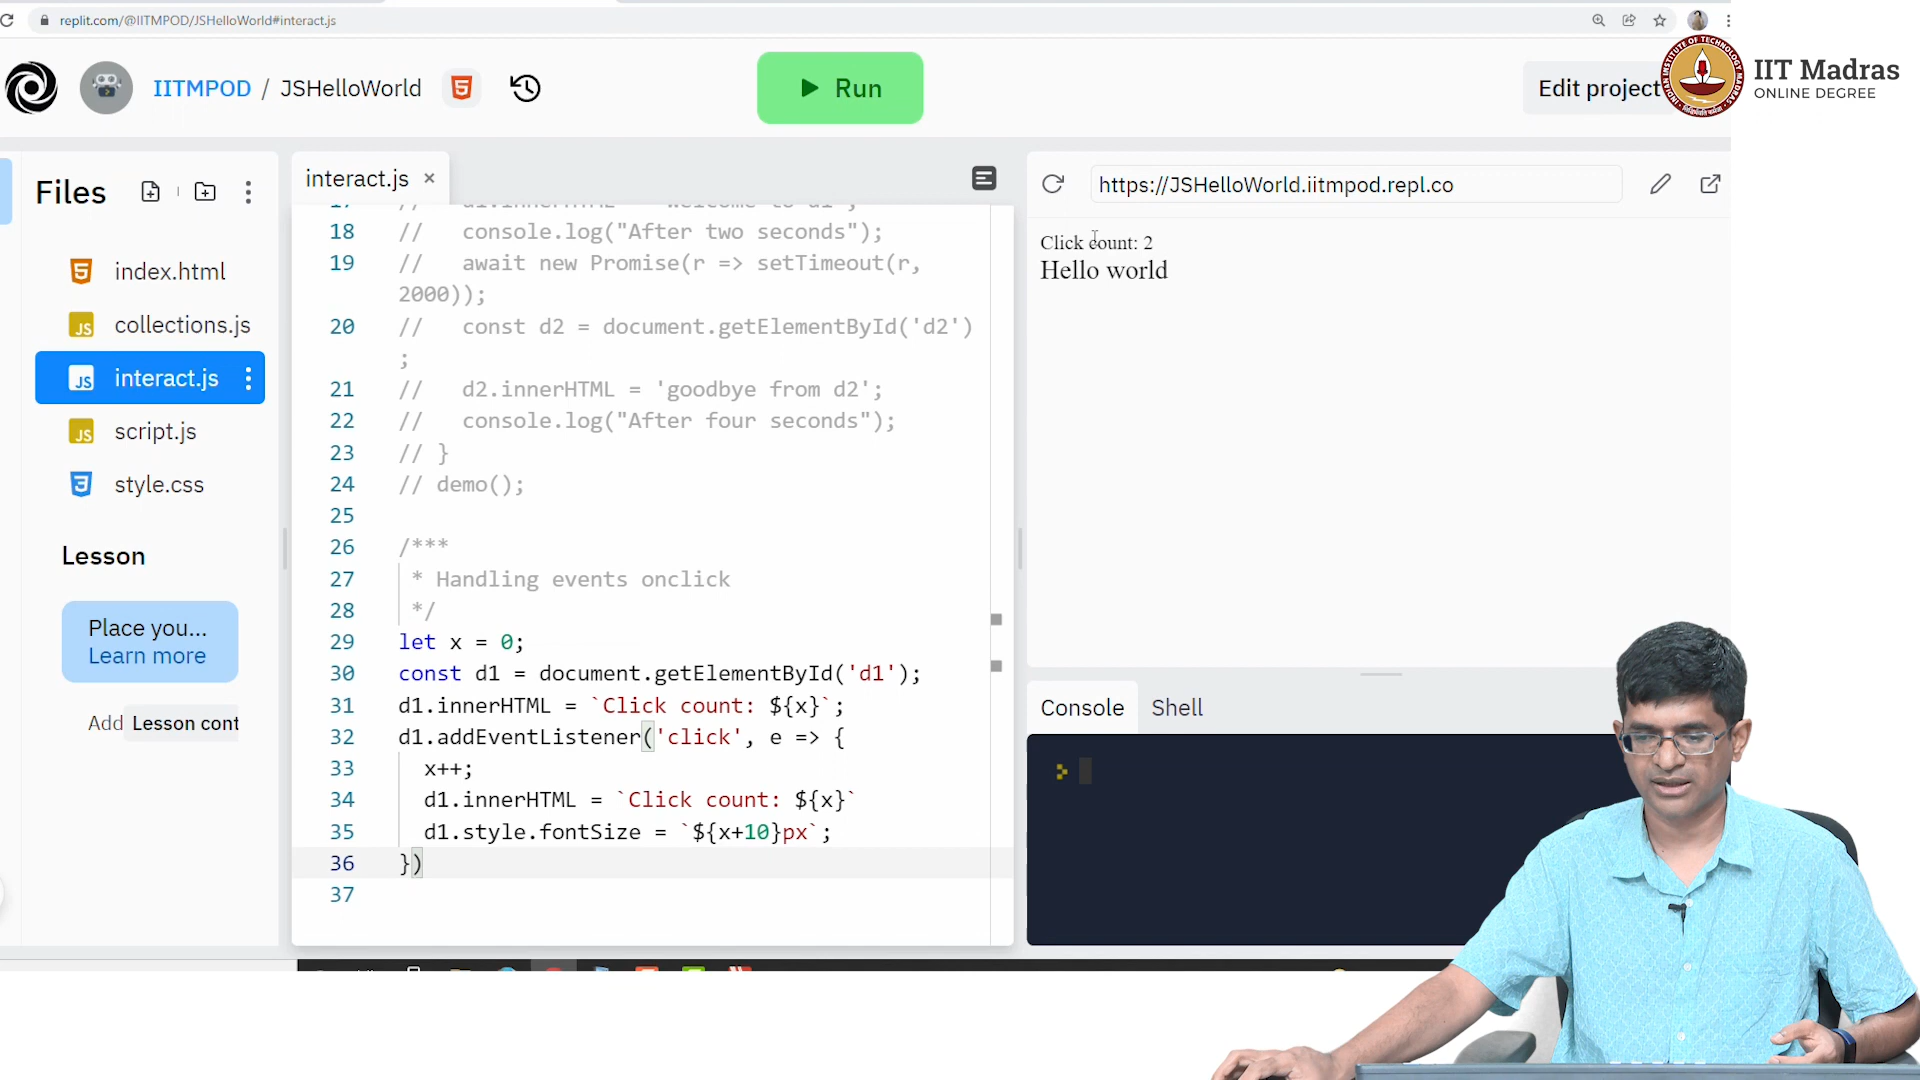 replit.com/@IITMPOD/JSHelloWorld#interact.js
IITMPOD / JSHelloWorld
Run
Edit project
IIT Madras
ONLINE DEGREE
Files
index.html
collections.js
interact.js
script.js
style.css
Lesson
Place you...
Learn more
Add Lesson cont
interact.js ×
17 // d1.innerHTML = 'Welcome to d1';
18 // console.log("After two seconds");
19 // await new Promise(r => setTimeout(r,
2000));
20 // const d2 = document.getElementById('d2')
;
21 // d2.innerHTML = 'goodbye from d2';
22 // console.log("After four seconds");
23 // }
24 // demo();
25
26 /***
27 * Handling events onclick
28 */
29 let x = 0;
30 const d1 = document.getElementById('d1');
31 d1.innerHTML = `Click count: ${x}`;
32 d1.addEventListener('click', e => {
33 x++;
34 d1.innerHTML = `Click count: ${x}`
35 d1.style.fontSize = `${x+10}px`;
36 })
37
https://JSHelloWorld.iitmpod.repl.co
Click count: 2
Hello world
Console Shell
>